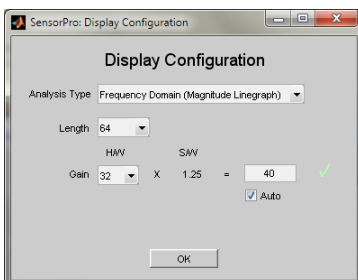 SensorPro: Display Configuration
Display Configuration
Analysis Type Frequency Domain (Magnitude Linegraph)
Length 64
H/W S/W
Gain 32 X 1.25 = 40
Auto
OK